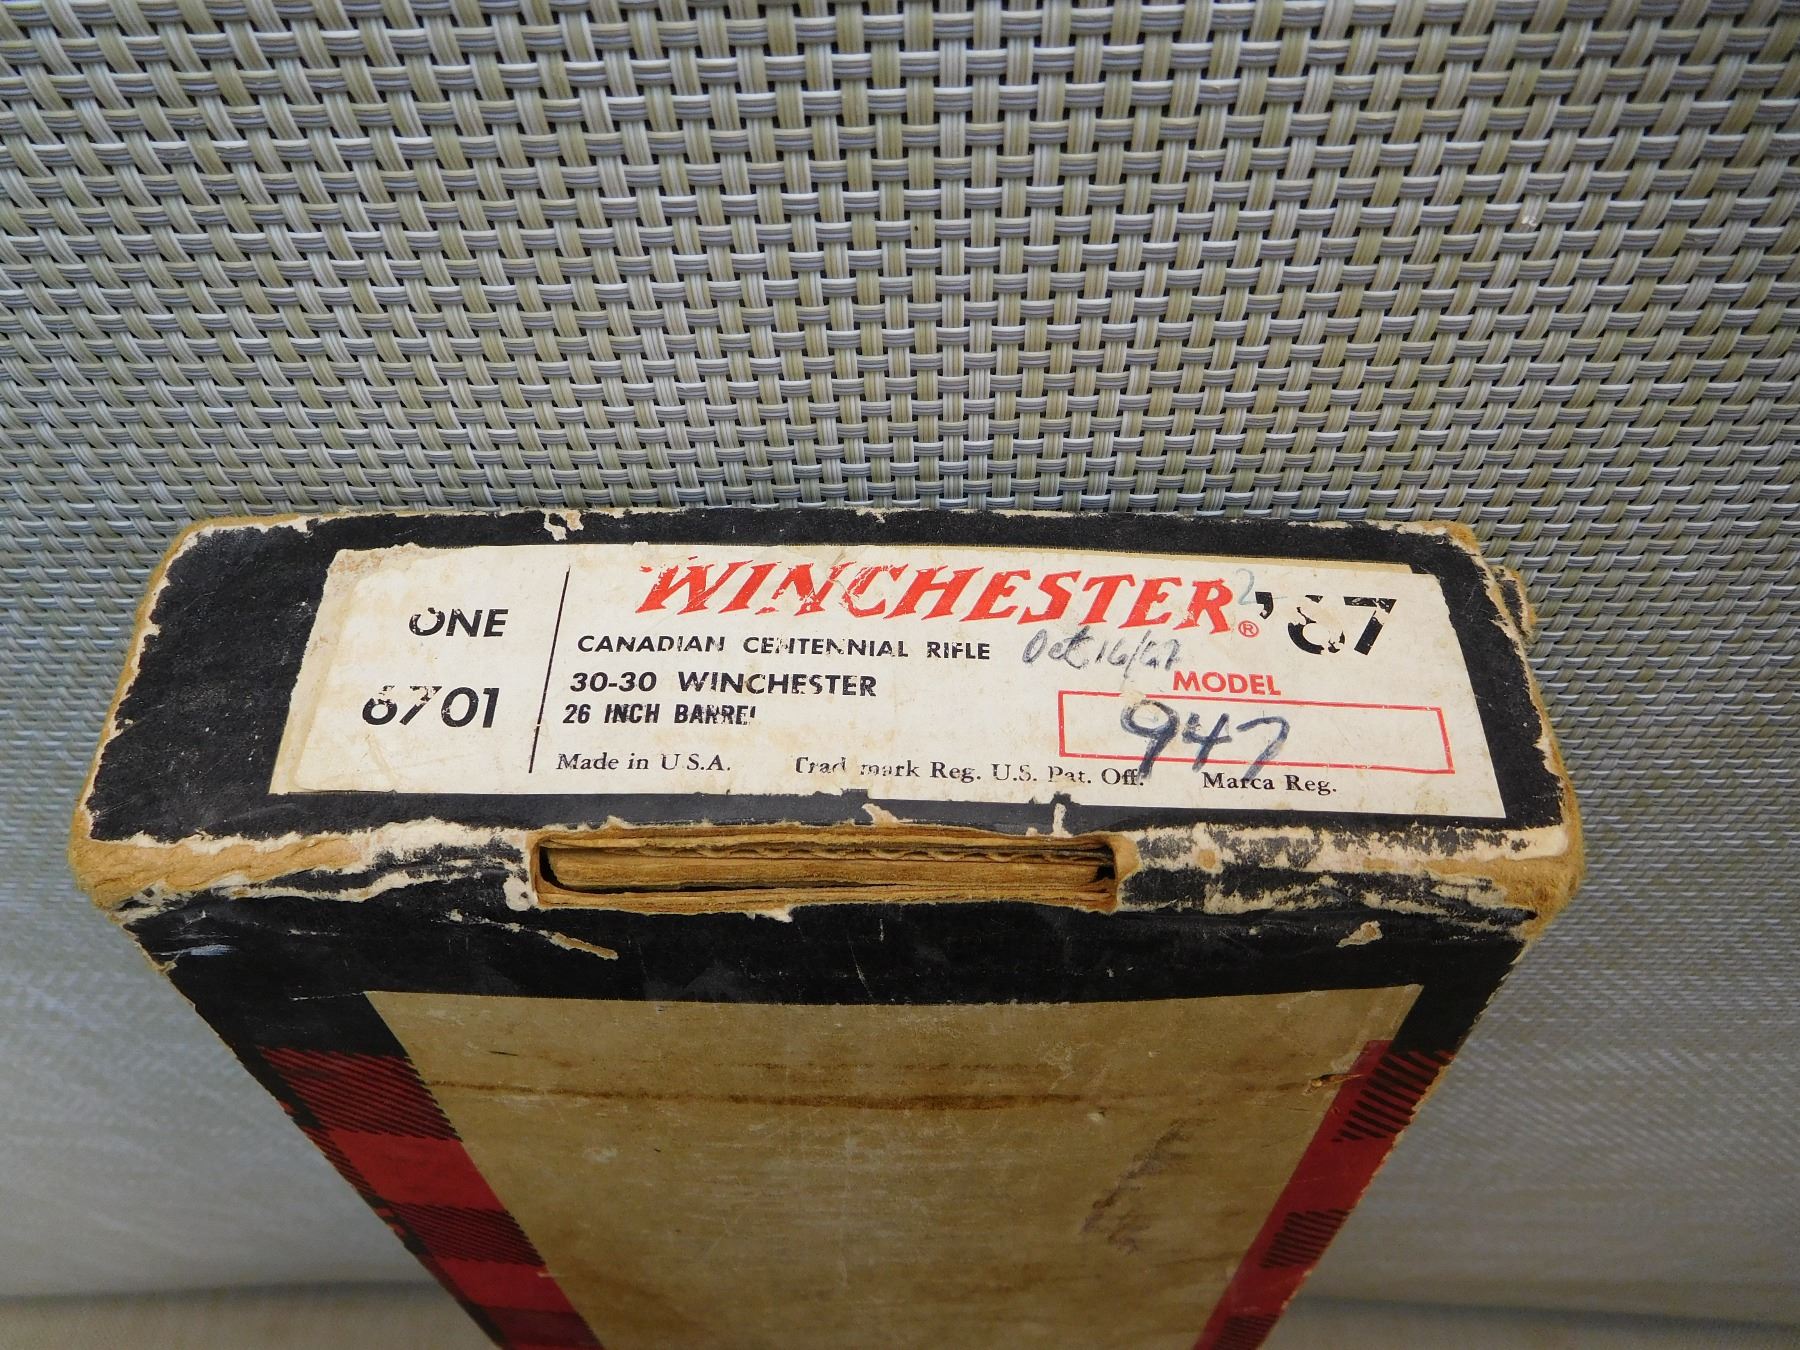 ONE
6701
WINCHESTER® '67
CANADIAN CENTENNIAL RIFLE
Oct 16/67
30-30 WINCHESTER
MODEL
26 INCH BARREL
947
Made in U.S.A. Trade mark Reg. U.S. Pat. Off. Marca Reg.